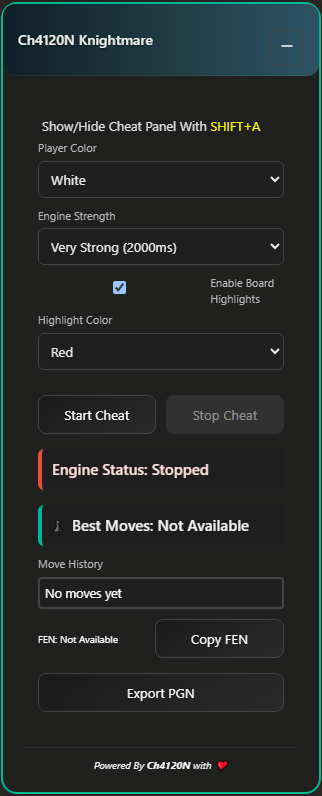 Ch4120N Knightmare
Show/Hide Cheat Panel With SHIFT+A
Player Color
White
Engine Strength
Very Strong (2000ms)
Enable Board
Highlights
Highlight Color
Red
Start Cheat
Stop Cheat
Engine Status: Stopped
Best Moves: Not Available
Move History
No moves yet
FEN: Not Available
Copy FEN
Export PGN
Powered By Ch4120N with ❤️